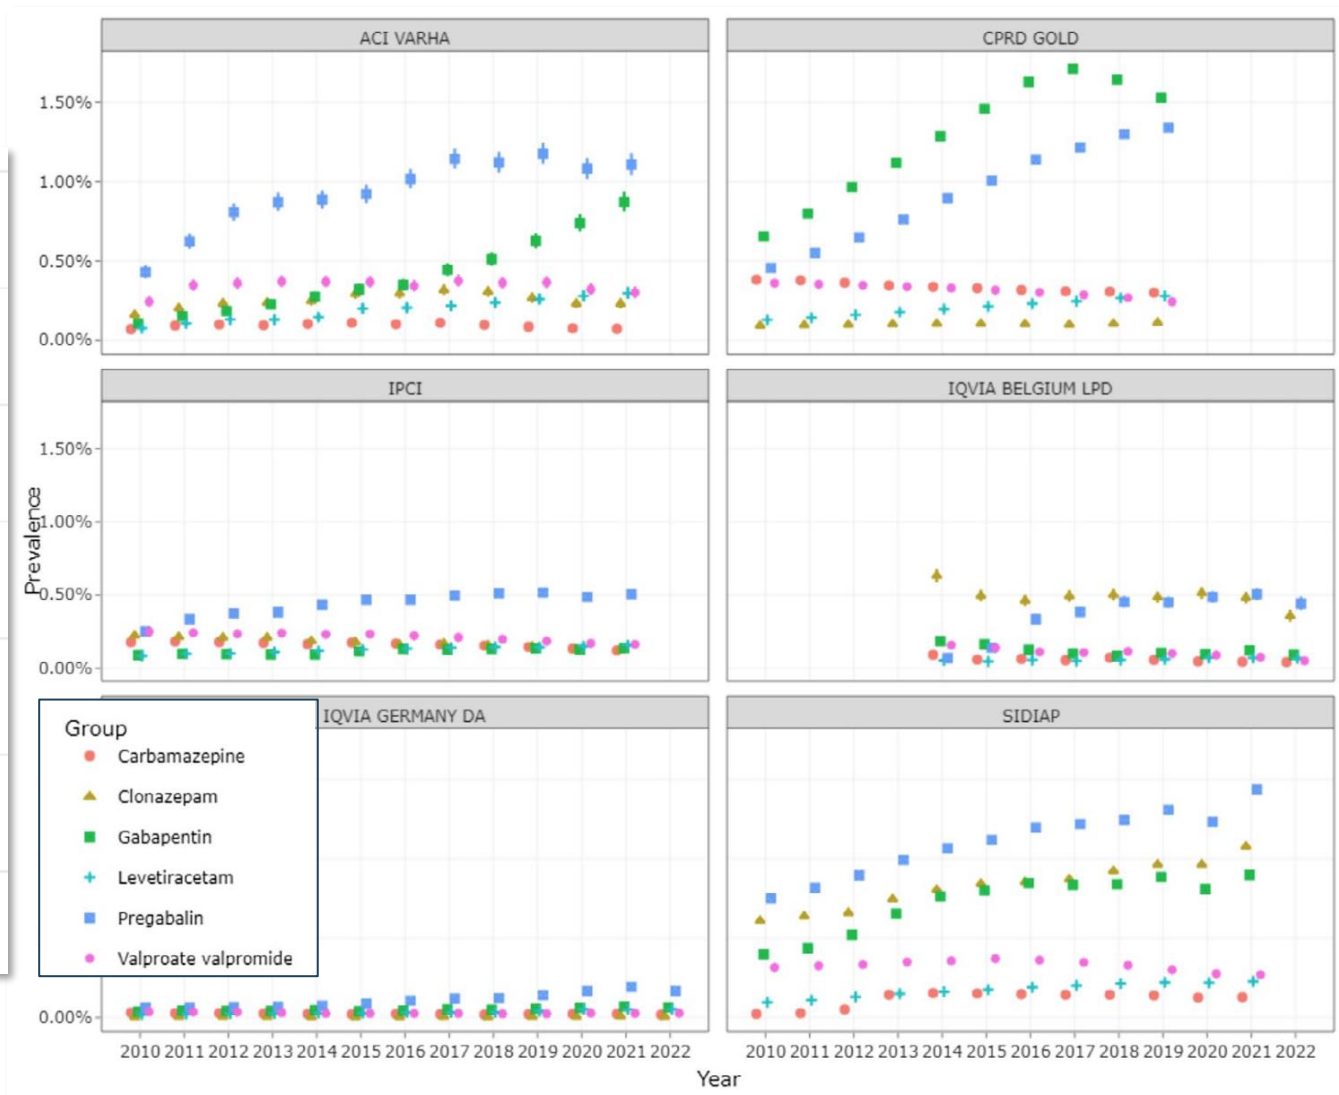 ACI VARHA
CPRD GOLD
1.50%
1.00%
0.50%
0.00%
IPCI
IQVIA BELGIUM LPD
1.50%
1.00%
0.50%
0.00%
Prevalence
IQVIA GERMANY DA
SIDIAP
Group
Carbamazepine
Clonazepam
Gabapentin
Levetiracetam
Pregabalin
Valproate valpromide
0.00%
2010 2011 2012 2013 2014 2015 2016 2017 2018 2019 2020 2021 2022
2010 2011 2012 2013 2014 2015 2016 2017 2018 2019 2020 2021 2022
Year